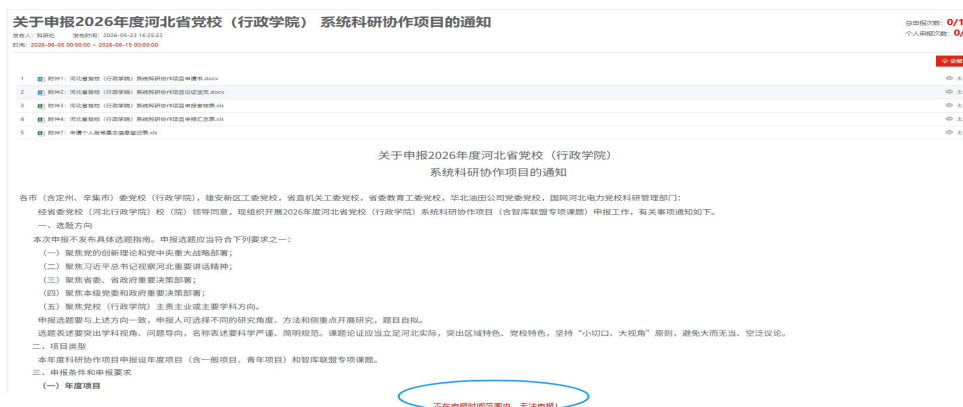 关于申报2026年度河北省党校（行政学院） 系统科研协作项目的通知
总申报次数: 0/1
发布人: 科研处 发布时间: 2026-05-23 16:25:23
个人申报次数: 0/
时间: 2026-06-05 00:00:00 ~ 2026-06-15 00:00:00
1 附件1: 河北省党校（行政学院）系统科研协作项目申请书.docx
2 附件2: 河北省党校（行政学院）系统科研协作项目论证活页.docx
3 附件3: 河北省党校（行政学院）系统科研协作项目申报审核表.xls
4 附件4: 河北省党校（行政学院）系统科研协作项目申报汇总表.xls
5 附件7: 申请个人账号基本信息登记表.xls
关于申报2026年度河北省党校（行政学院）
系统科研协作项目的通知
各市（含定州、辛集市）委党校（行政学院），雄安新区工委党校，省直机关工委党校，省委教育工委党校，华北油田公司党委党校，国网河北电力党校科研管理部门：
经省委党校（河北行政学院）校（院）领导同意，现组织开展2026年度河北省党校（行政学院）系统科研协作项目（含智库联盟专项课题）申报工作，有关事项通知如下。
一、选题方向
本次申报不发布具体选题指南。申报选题应当符合下列要求之一：
（一）聚焦党的创新理论和党中央重大战略部署；
（二）聚焦习近平总书记视察河北重要讲话精神；
（三）聚焦省委、省政府重要决策部署；
（四）聚焦本级党委和政府重要决策部署；
（五）聚焦党校（行政学院）主责主业或主要学科方向。
申报选题要与上述方向一致，申报人可选择不同的研究角度、方法和侧重点开展研究，题目自拟。
选题表述要突出学科视角、问题导向，名称表述要科学严谨、简明规范。课题论证应当立足河北实际，突出区域特色、党校特色，坚持“小切口、大视角”原则，避免大而无当、空泛议论。
二、项目类型
本年度科研协作项目申报设年度项目（含一般项目、青年项目）和智库联盟专项课题。
三、申报条件和申报要求
（一）年度项目
不在申报时间范围内，无法申报！